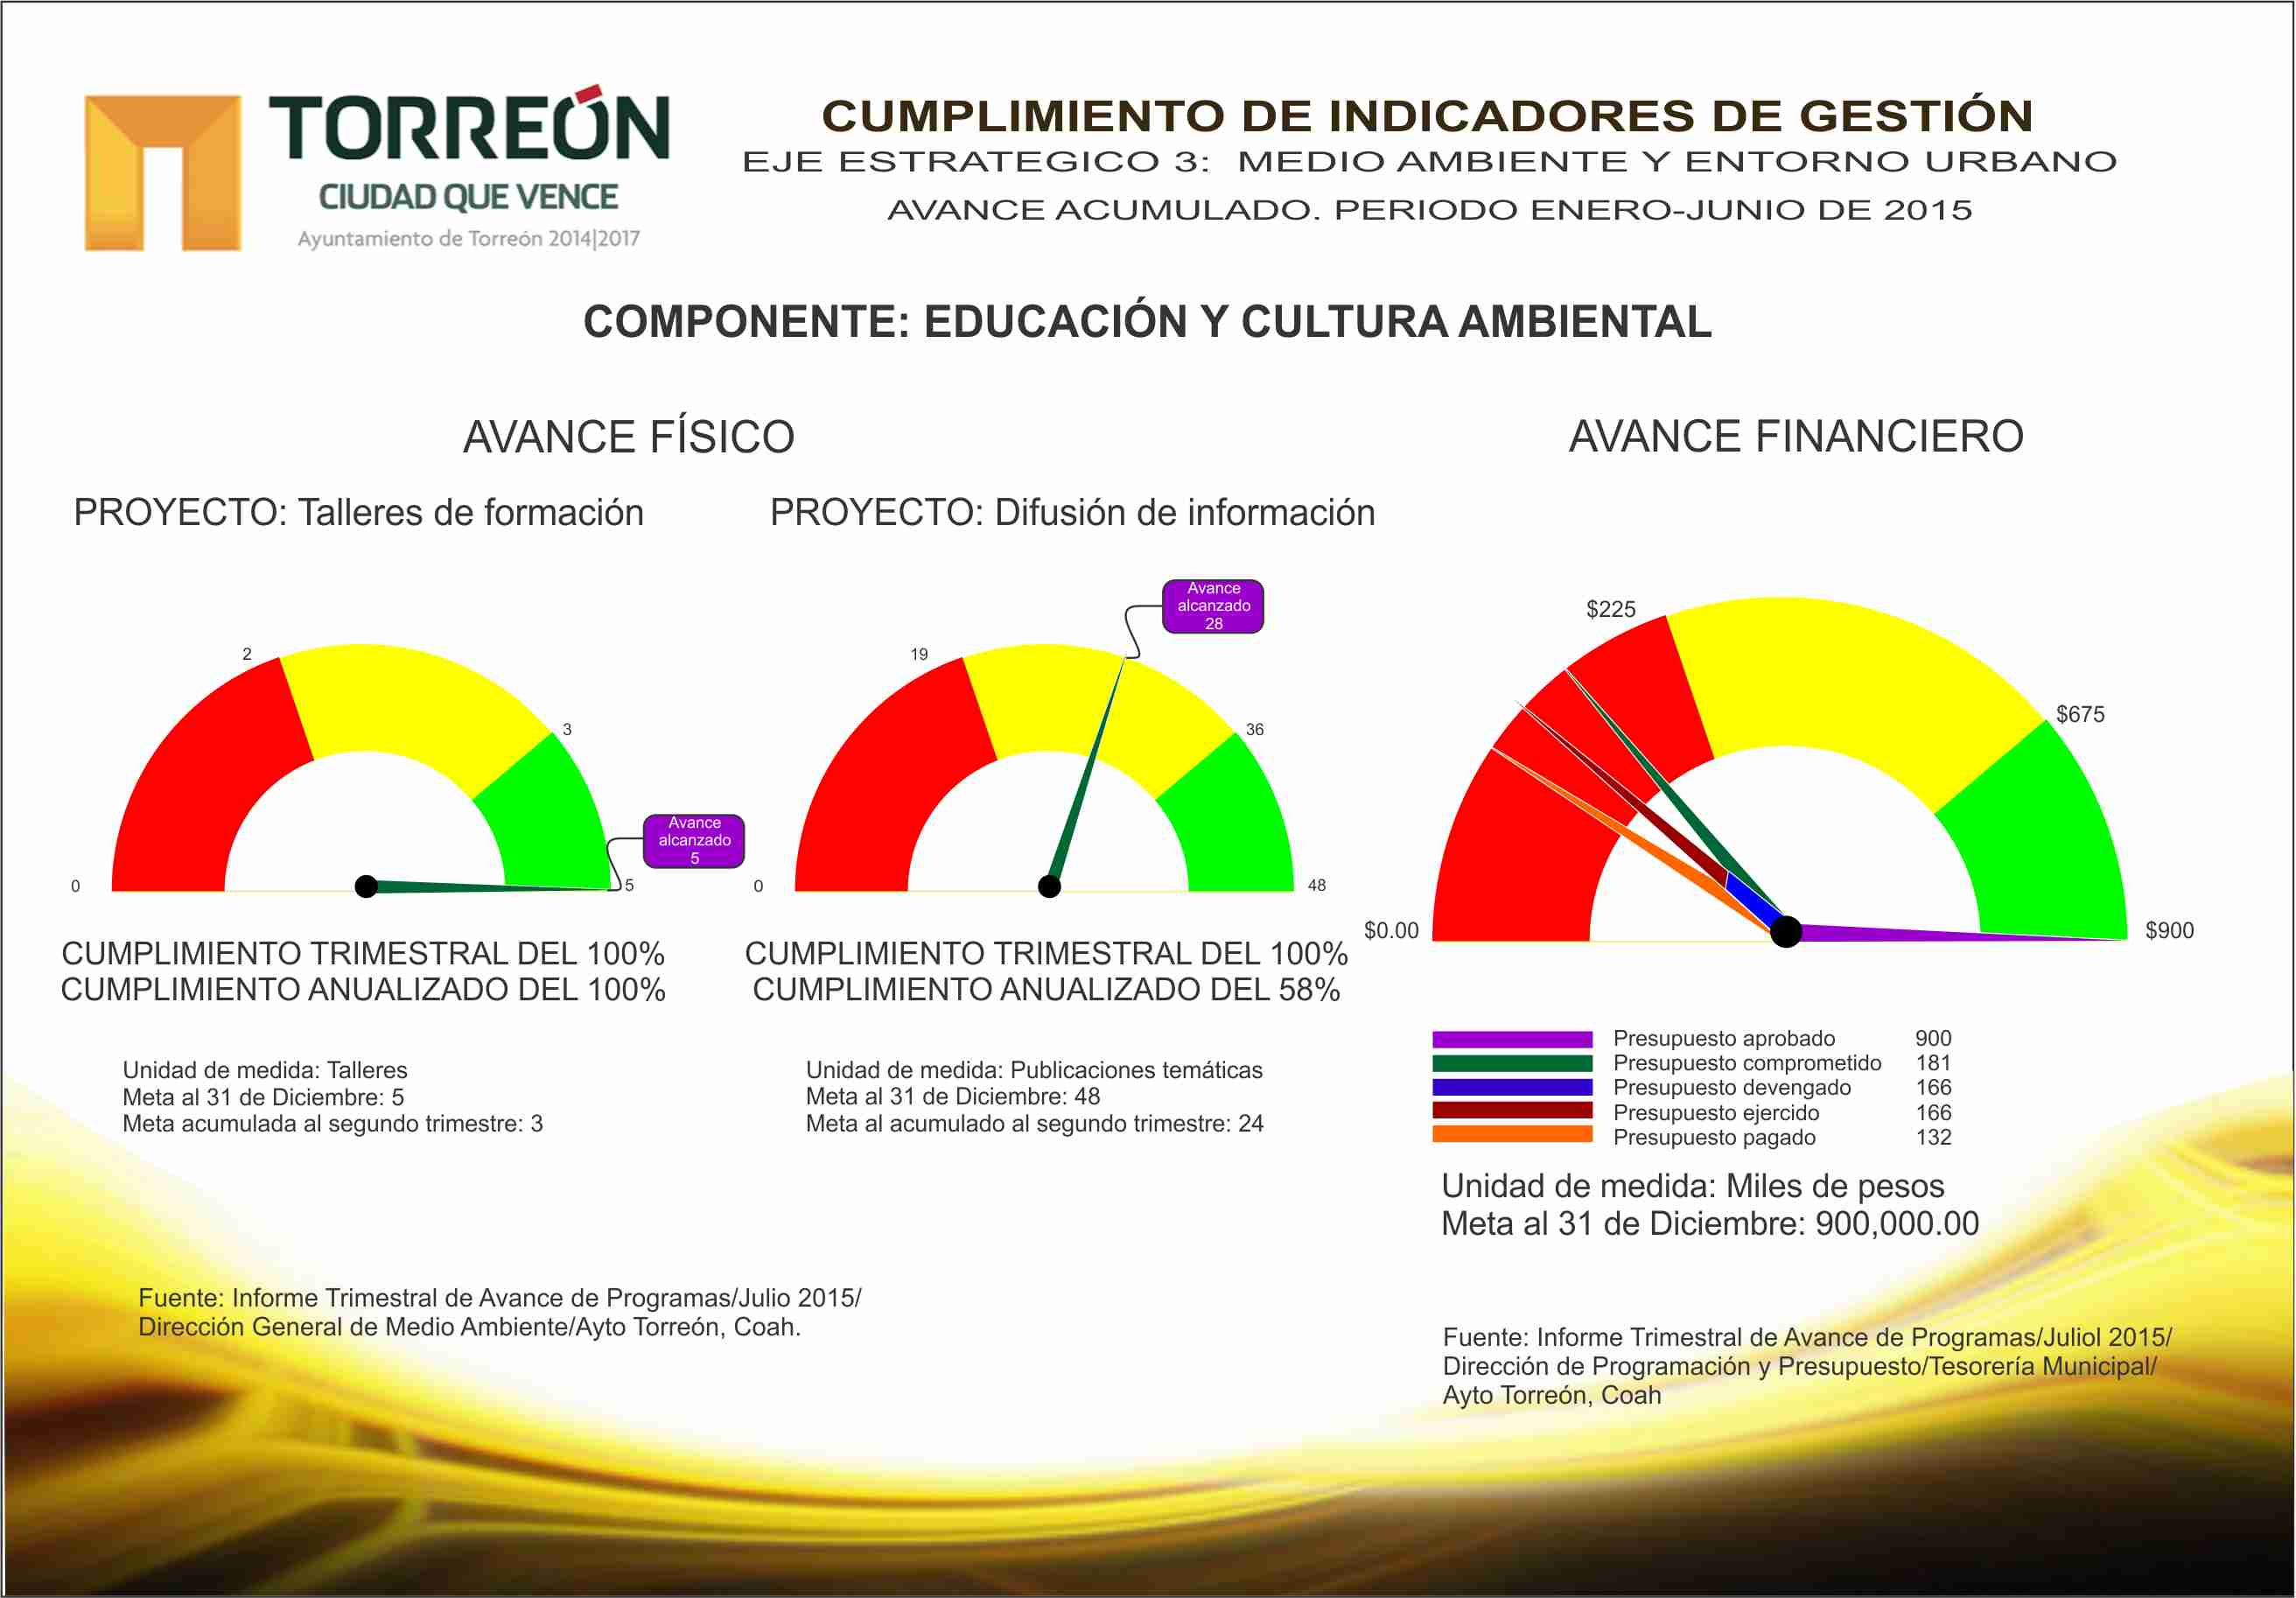 TORREÓN
CIUDAD QUE VENCE
Ayuntamiento de Torreón 2014|2017
CUMPLIMIENTO DE INDICADORES DE GESTIÓN
EJE ESTRATEGICO 3: MEDIO AMBIENTE Y ENTORNO URBANO
AVANCE ACUMULADO. PERIODO ENERO-JUNIO DE 2015
COMPONENTE: EDUCACIÓN Y CULTURA AMBIENTAL
AVANCE FÍSICO
PROYECTO: Talleres de formación
0
2
3
5
Avance
alcanzado
5
CUMPLIMIENTO TRIMESTRAL DEL 100%
CUMPLIMIENTO ANUALIZADO DEL 100%
Unidad de medida: Talleres
Meta al 31 de Diciembre: 5
Meta acumulada al segundo trimestre: 3
PROYECTO: Difusión de información
0
19
36
48
Avance
alcanzado
28
CUMPLIMIENTO TRIMESTRAL DEL 100%
CUMPLIMIENTO ANUALIZADO DEL 58%
Unidad de medida: Publicaciones temáticas
Meta al 31 de Diciembre: 48
Meta al acumulado al segundo trimestre: 24
Fuente: Informe Trimestral de Avance de Programas/Julio 2015/
Dirección General de Medio Ambiente/Ayto Torreón, Coah.
AVANCE FINANCIERO
$0.00
$225
$675
$900
Presupuesto aprobado 900
Presupuesto comprometido 181
Presupuesto devengado 166
Presupuesto ejercido 166
Presupuesto pagado 132
Unidad de medida: Miles de pesos
Meta al 31 de Diciembre: 900,000.00
Fuente: Informe Trimestral de Avance de Programas/Juliol 2015/
Dirección de Programación y Presupuesto/Tesorería Municipal/
Ayto Torreón, Coah